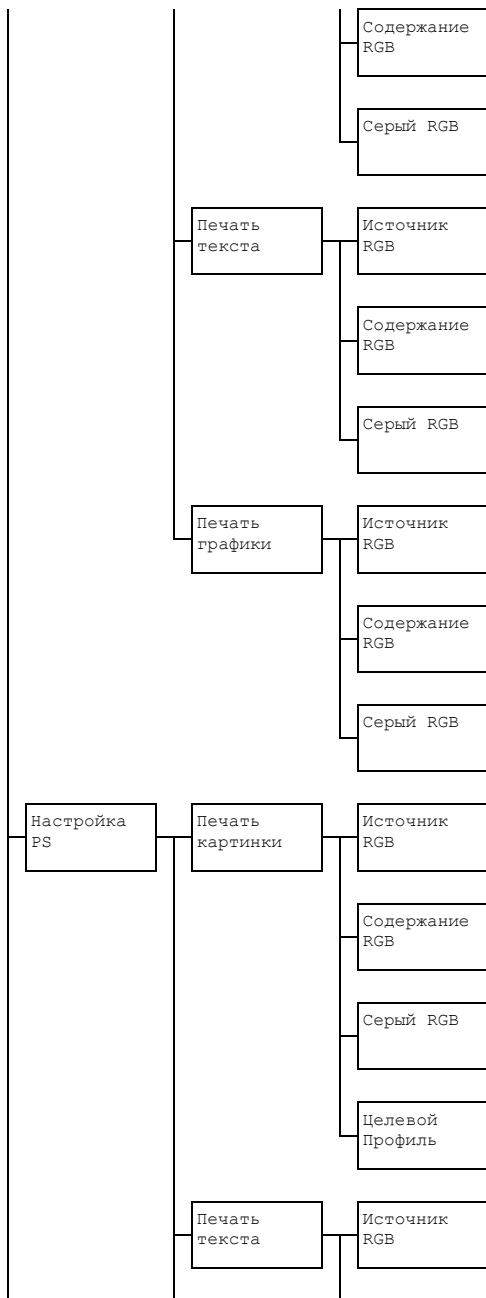 Содержание
RGB
Серый RGB
Печать
текста
Источник
RGB
Содержание
RGB
Серый RGB
Печать
графики
Источник
RGB
Содержание
RGB
Серый RGB
Настройка
PS
Печать
картинки
Источник
RGB
Содержание
RGB
Серый RGB
Целевой
Профиль
Печать
текста
Источник
RGB